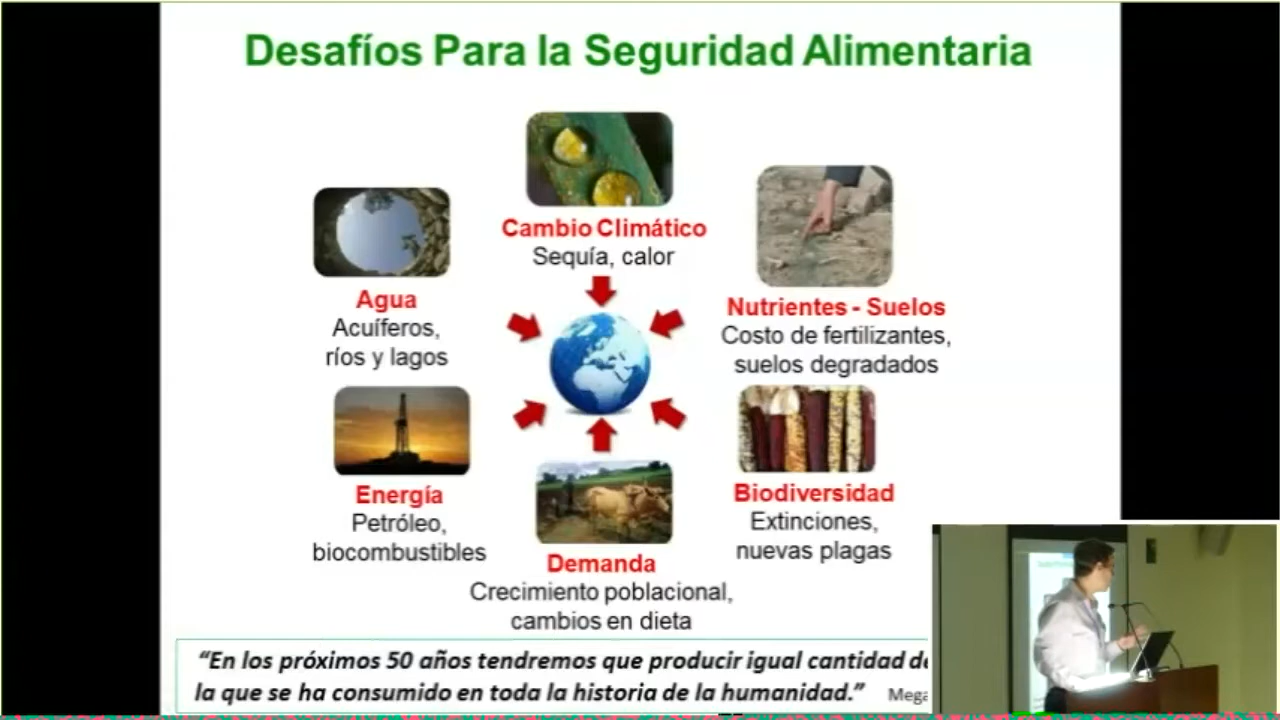 Desafíos Para la Seguridad Alimentaria
Cambio Climático
Sequía, calor
Agua
Acuíferos,
ríos y lagos
Nutrientes - Suelos
Costo de fertilizantes,
suelos degradados
Energía
Petróleo,
biocombustibles
Biodiversidad
Extinciones,
nuevas plagas
Demanda
Crecimiento poblacional,
cambios en dieta
“En los próximos 50 años tendremos que producir igual cantidad de
la que se ha consumido en toda la historia de la humanidad.” Mega